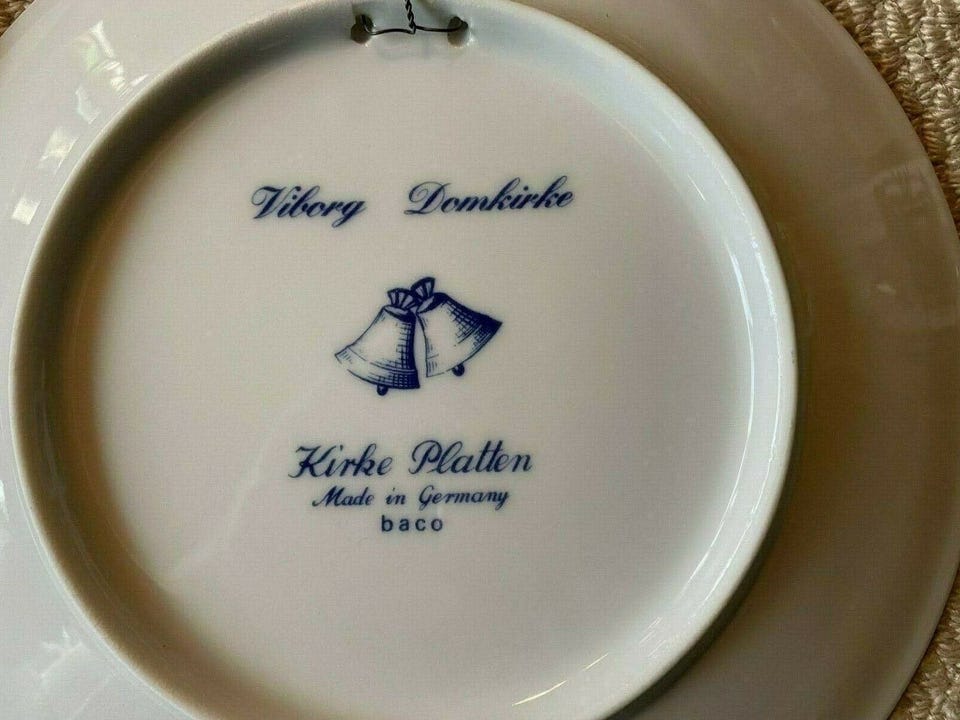 Viborg Domkirke
Kirke Platten
Made in Germany
baco